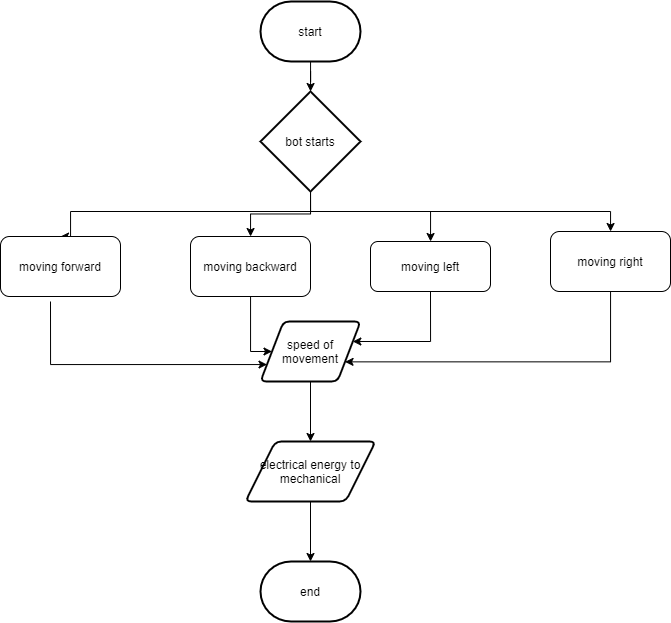 start
bot starts
moving forward
moving backward
moving left
moving right
speed of
movement
electrical energy to
mechanical
end